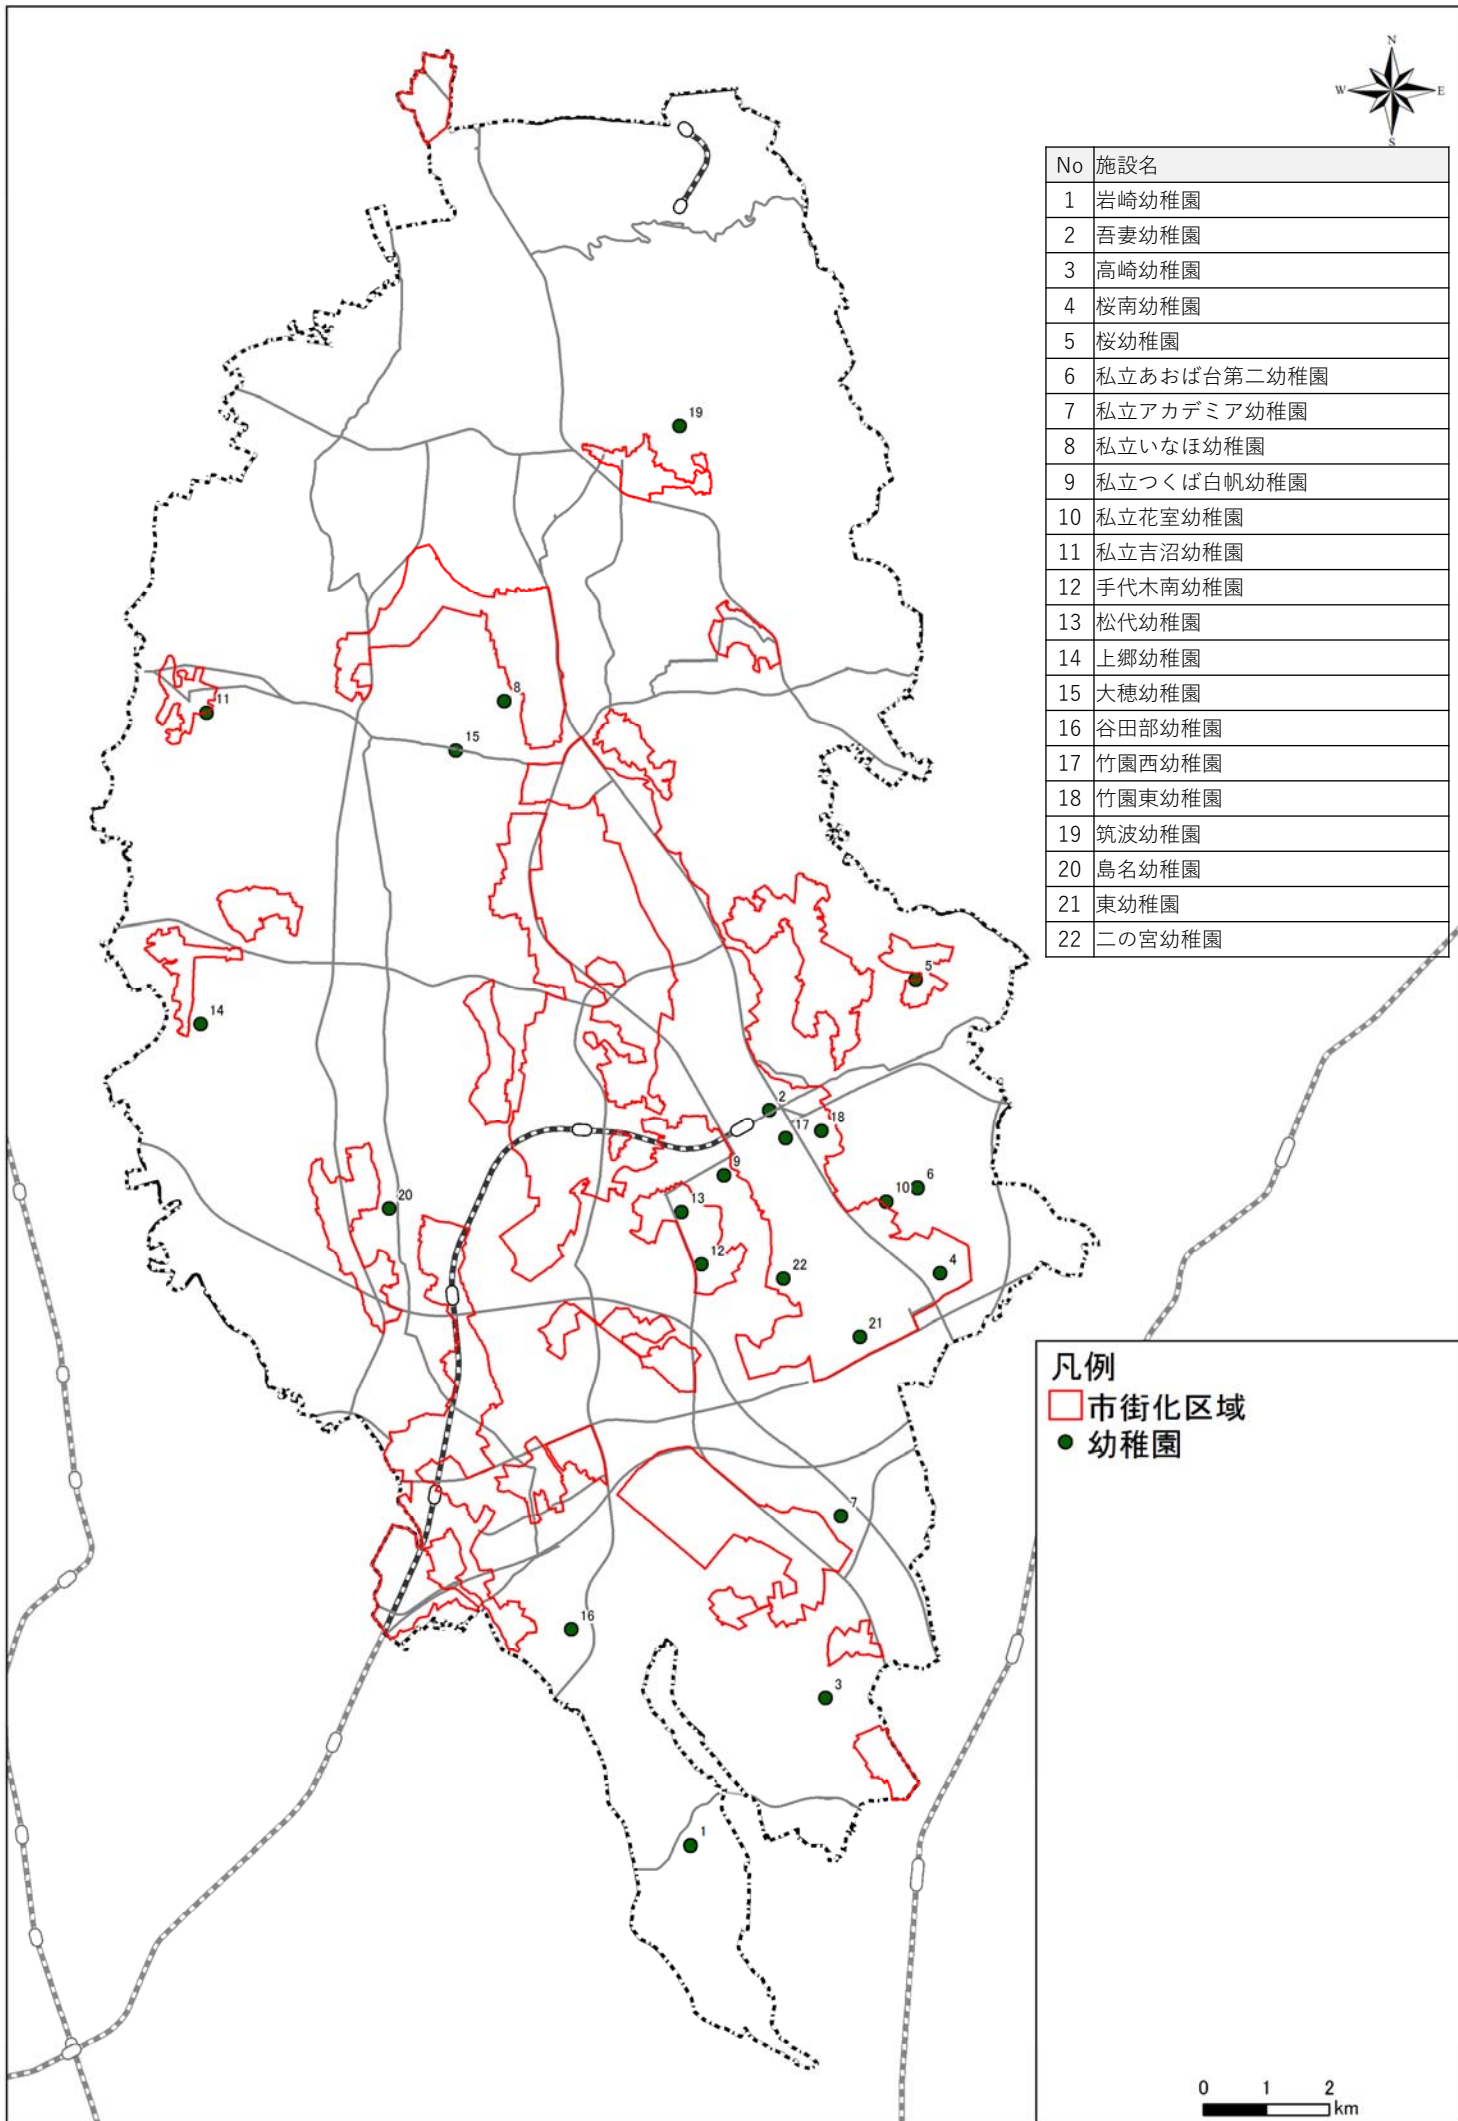 N
W E
S
No 施設名
1 岩崎幼稚園
2 吾妻幼稚園
3 高崎幼稚園
4 桜南幼稚園
5 桜幼稚園
6 私立あおば台第二幼稚園
7 私立アカデミア幼稚園
8 私立いなほ幼稚園
9 私立つくば白帆幼稚園
10 私立花室幼稚園
11 私立吉沼幼稚園
12 手代木南幼稚園
13 松代幼稚園
14 上郷幼稚園
15 大穂幼稚園
16 谷田部幼稚園
17 竹園西幼稚園
18 竹園東幼稚園
19 筑波幼稚園
20 島名幼稚園
21 東幼稚園
22 二の宮幼稚園
19
8
11
15
5
14
2
18
17
9
6
10
20
13
12
22
4
21
7
16
3
1
凡例
市街化区域
幼稚園
0 1 2
km